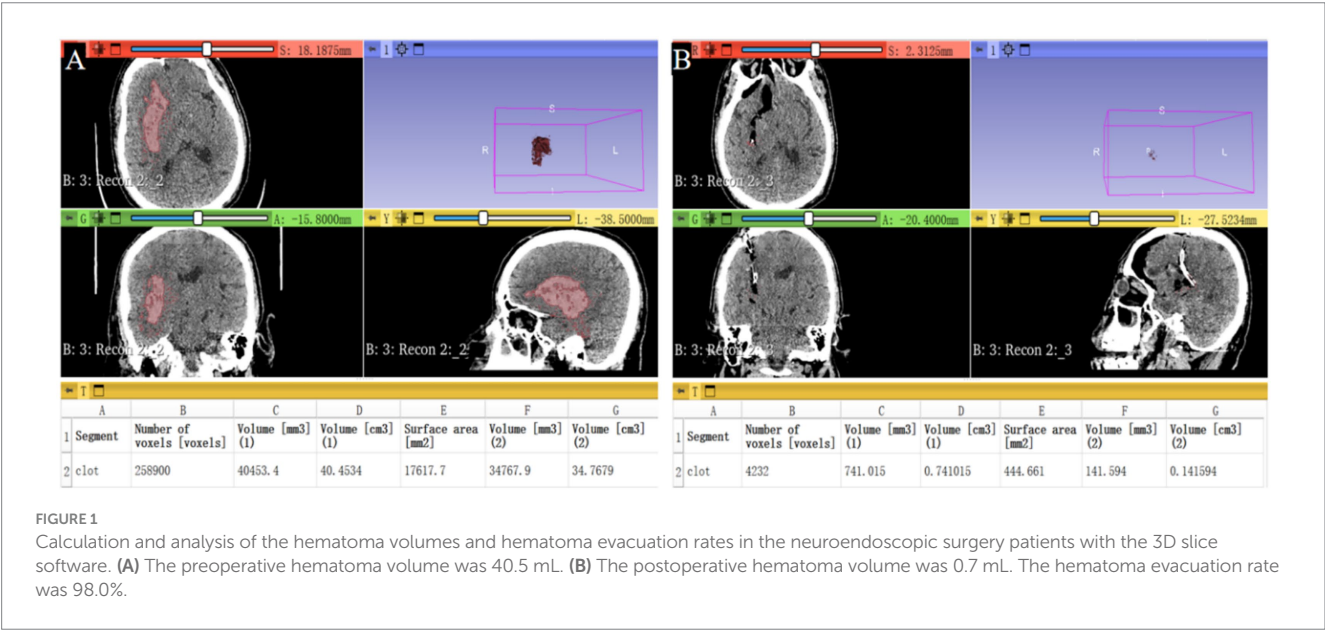 A
S: 18.1875mm
1
S
R
L
B: 3: Recon 2:_2
G
A: -15.8000mm
Y
L: -38.5000mm
B: 3: Recon 2:_2
B: 3: Recon 2:_2
T
A B C D E F G
1 Segment Number of voxels [voxels] Volume [mm3] (1) Volume [cm3] (1) Surface area [mm2] Volume [mm3] (2) Volume [cm3] (2)
2 clot 258900 40453.4 40.4534 17617.7 34767.9 34.7679
B
R
S: 2.3125mm
1
S
R
L
B: 3: Recon 2:_3
G
A: -20.4000mm
Y
L: -27.5234mm
B: 3: Recon 2:_3
T
A B C D E F G
1 Segment Number of voxels [voxels] Volume [mm3] (1) Volume [cm3] (1) Surface area [mm2] Volume [mm3] (2) Volume [cm3] (2)
2 clot 4232 741.015 0.741015 444.661 141.594 0.141594
FIGURE 1
Calculation and analysis of the hematoma volumes and hematoma evacuation rates in the neuroendoscopic surgery patients with the 3D slice
software. (A) The preoperative hematoma volume was 40.5 mL. (B) The postoperative hematoma volume was 0.7 mL. The hematoma evacuation rate
was 98.0%.